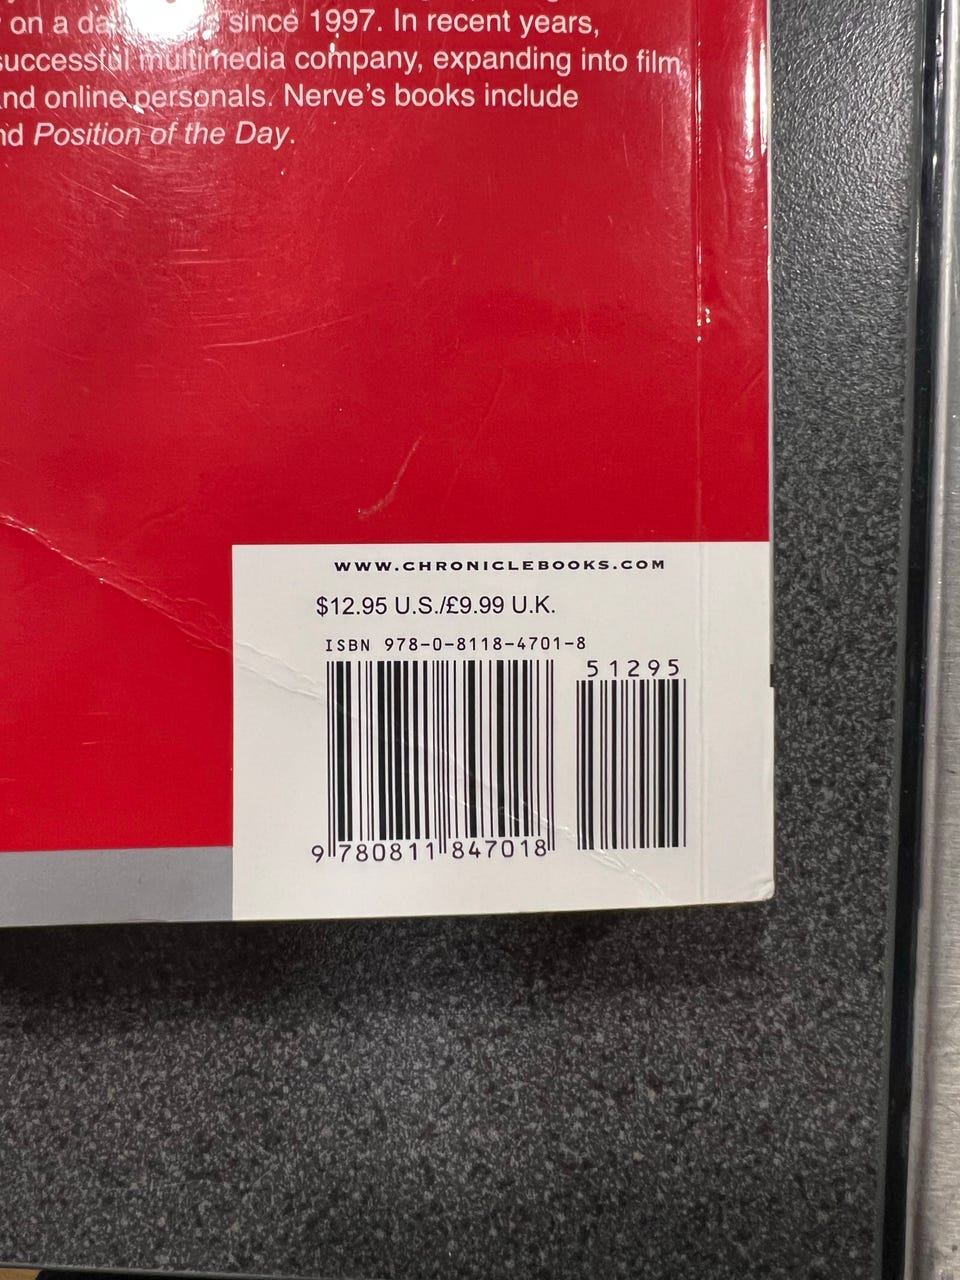 on a da since 1997. In recent years,
successful multimedia company, expanding into film,
and online personals. Nerve's books include
nd Position of the Day.
WWW.CHRONICLEBOOKS.COM
$12.95 U.S./£9.99 U.K.
ISBN 978-0-8118-4701-8
51295
9 780811 847018